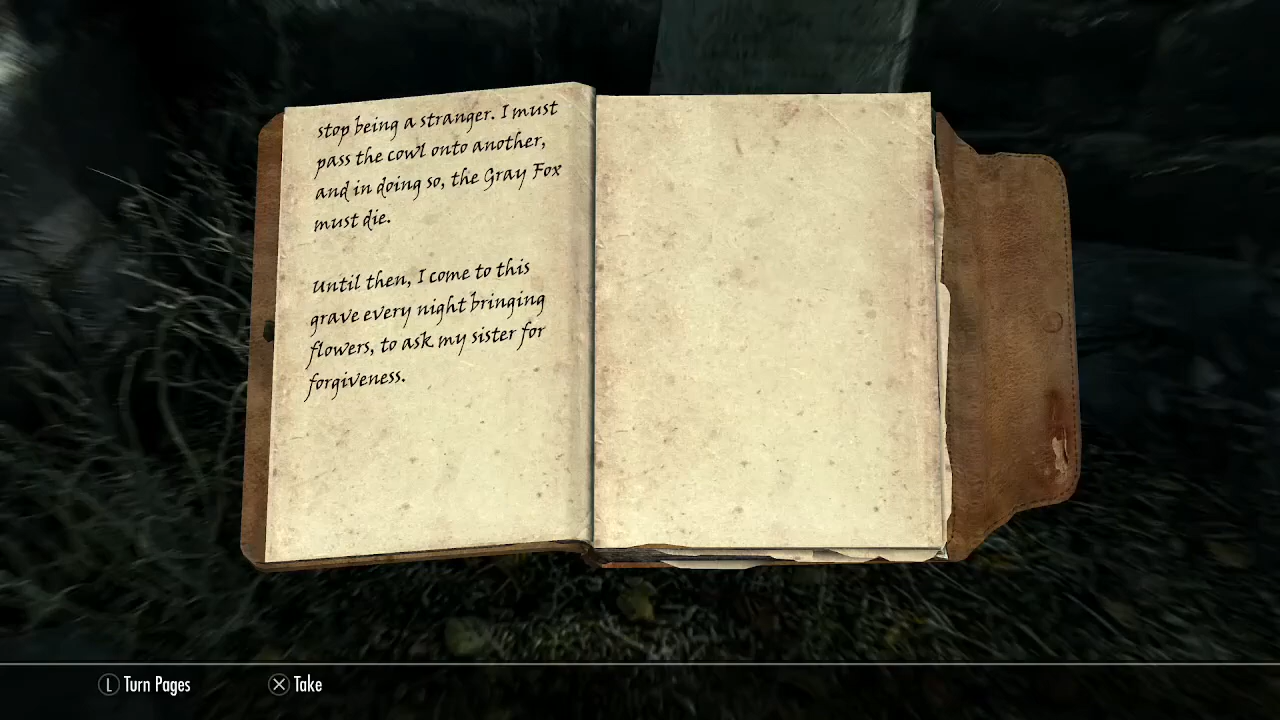 stop being a stranger. I must
pass the cowl onto another,
and in doing so, the Gray Fox
must die.
Until then, I come to this
grave every night bringing
flowers, to ask my sister for
forgiveness.
L Turn Pages
X Take